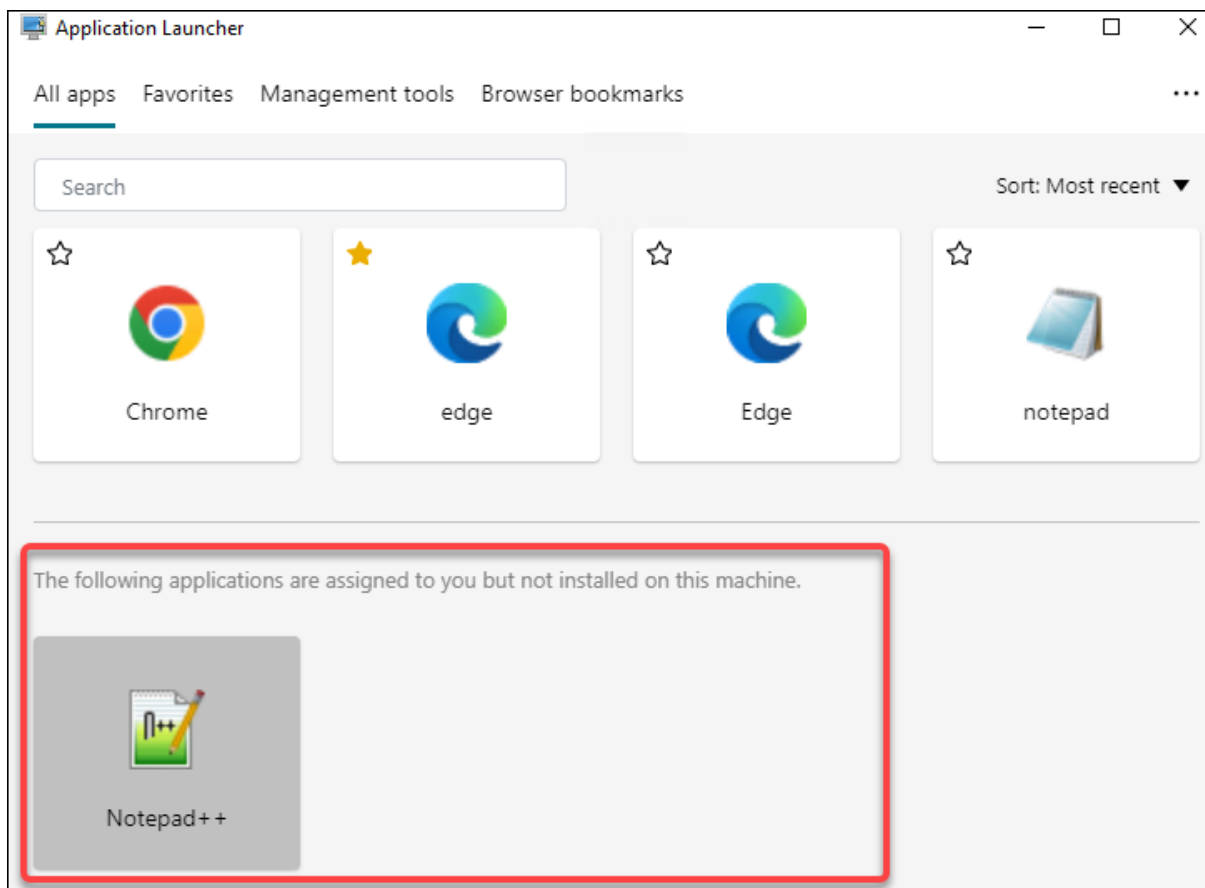 Application Launcher
All apps Favorites Management tools Browser bookmarks ...
Search Sort: Most recent
Chrome edge Edge notepad
The following applications are assigned to you but not installed on this machine.
n++
Notepad++